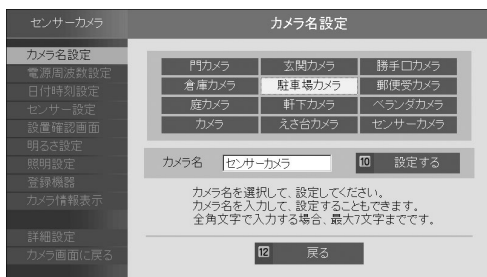 センサーカメラ
カメラ名設定
カメラ名設定
電源周波数設定
日付時刻設定
センサー設定
設置確認画面
明るさ設定
照明設定
登録機器
カメラ情報表示
詳細設定
カメラ画面に戻る
門カメラ 玄関カメラ 勝手口カメラ
倉庫カメラ 駐車場カメラ 郵便受カメラ
庭カメラ 軒下カメラ ベランダカメラ
カメラ えさ台カメラ センサーカメラ
カメラ名 センサーカメラ 10 設定する
カメラ名を選択して、設定してください。
カメラ名を入力して、設定することもできます。
全角文字で入力する場合、最大7文字までです。
12 戻る